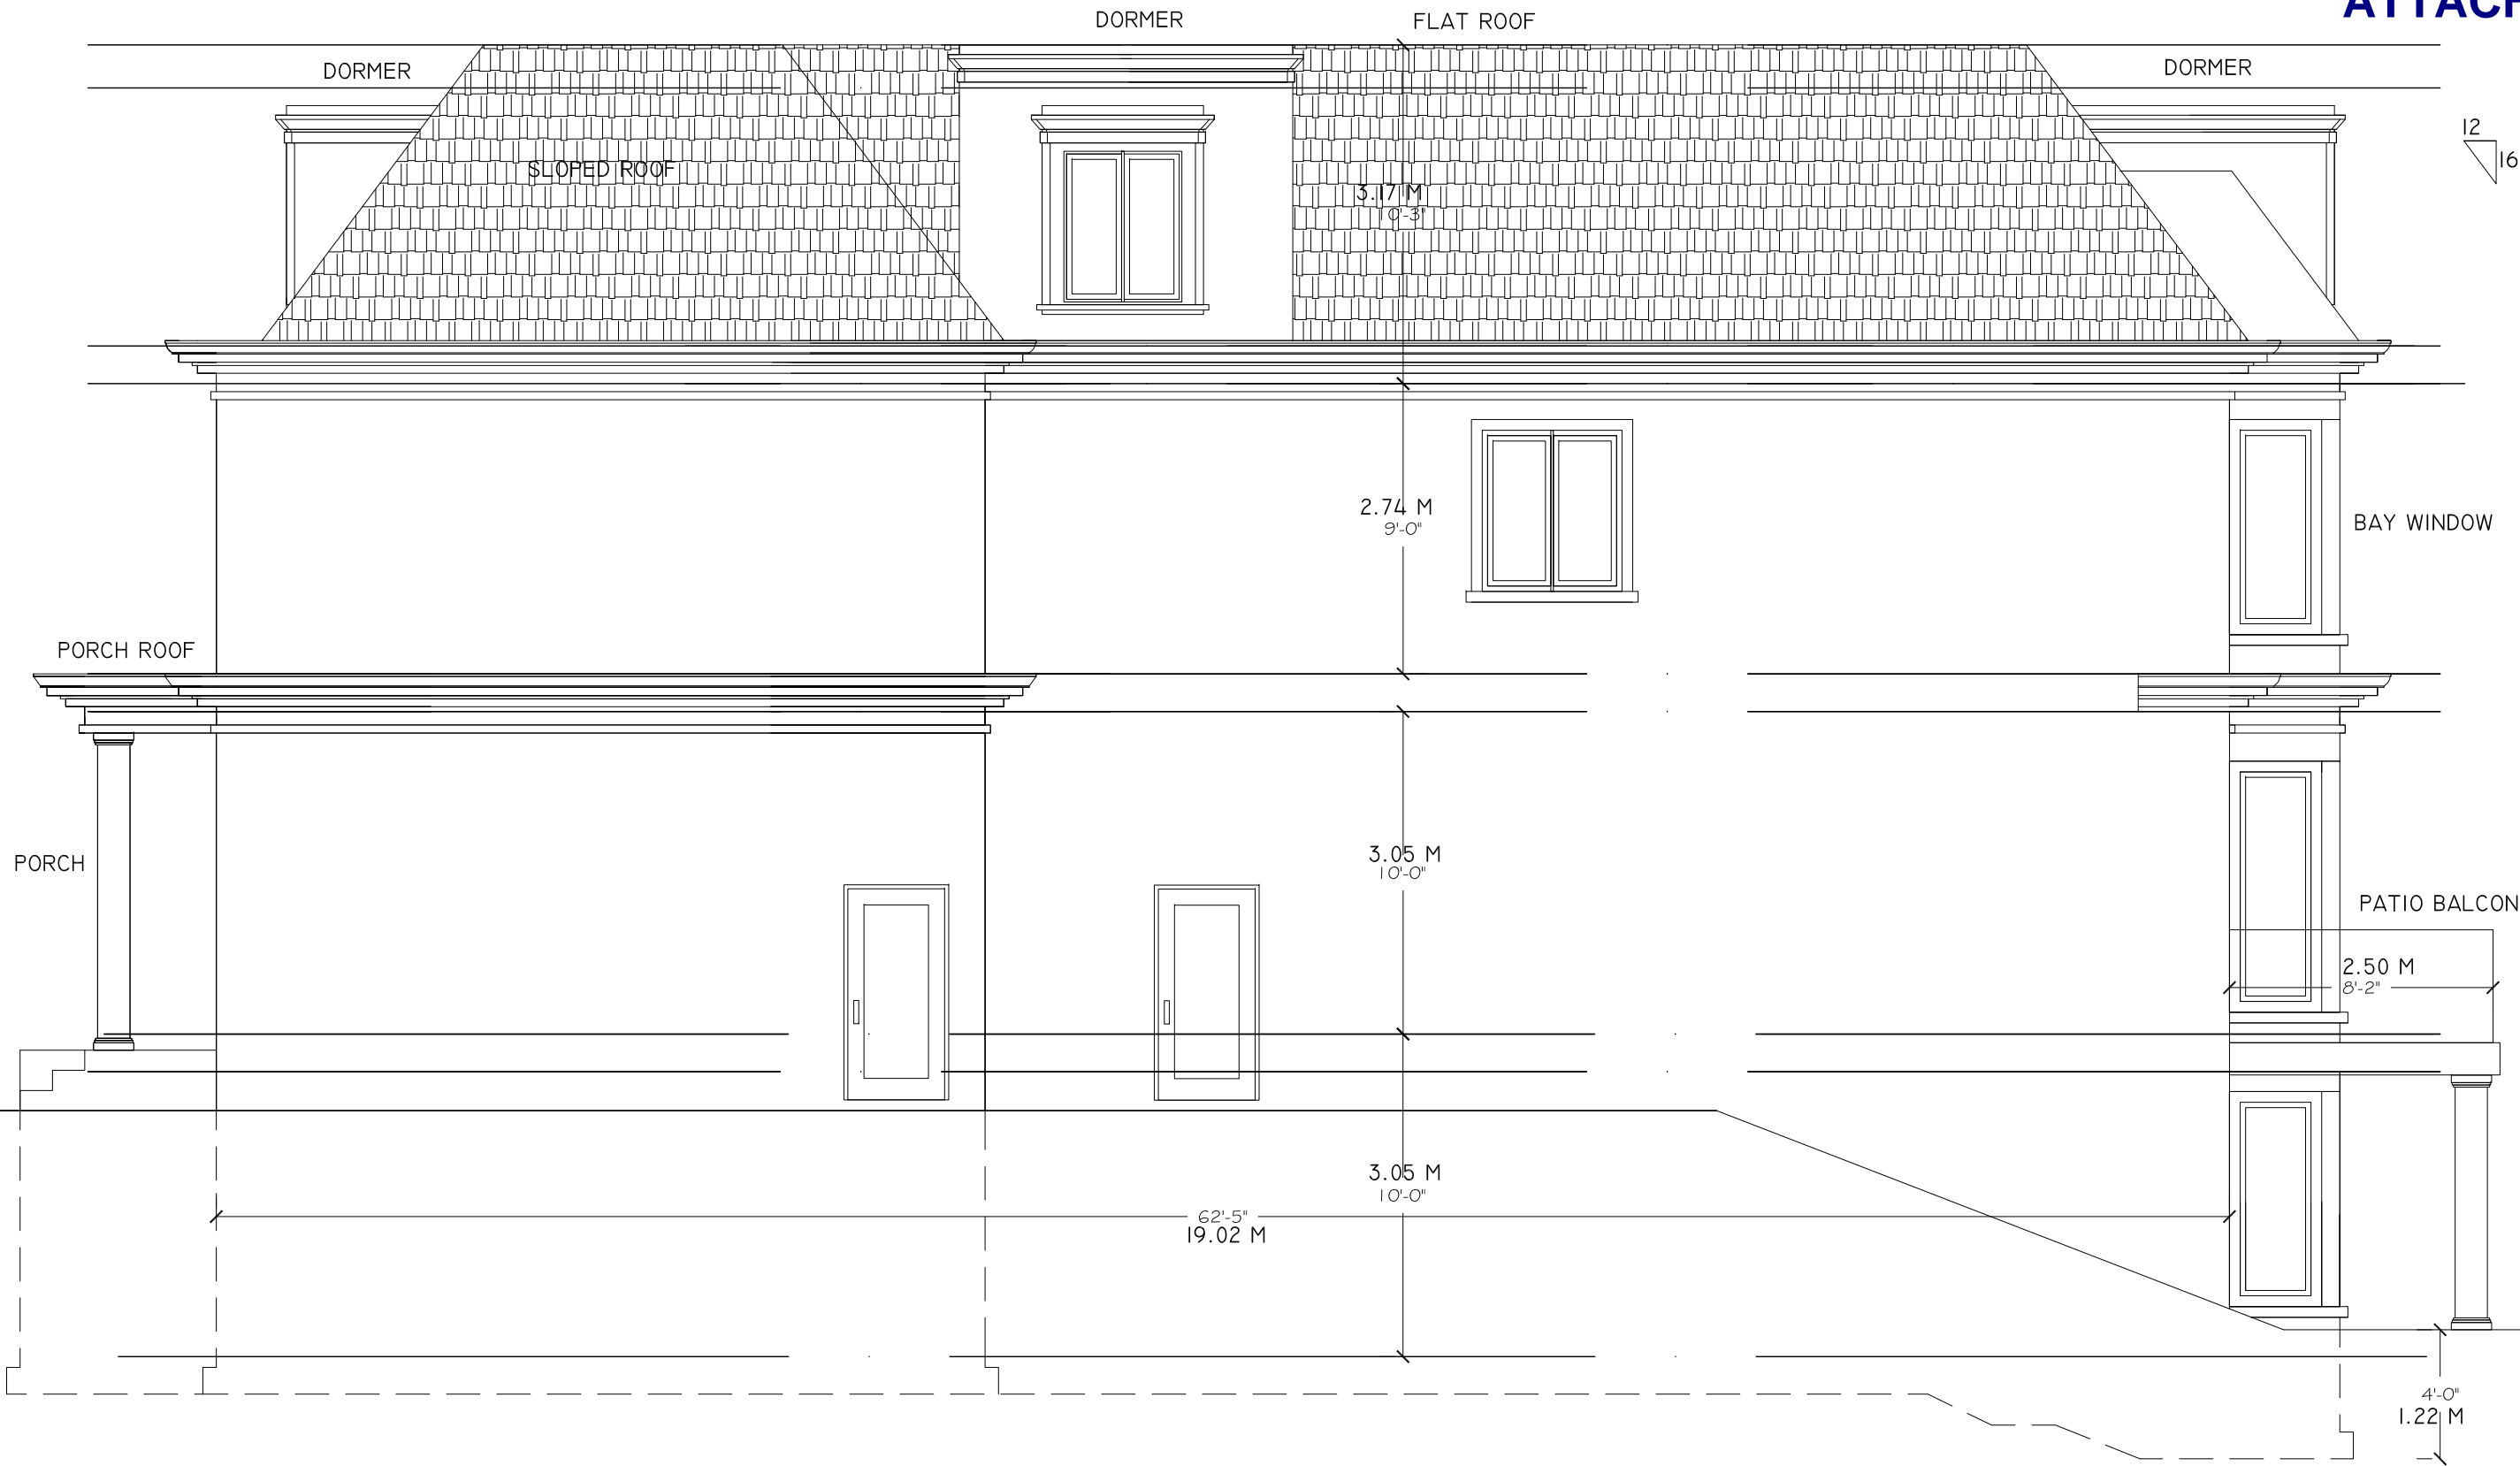 ATTACH
DORMER
FLAT ROOF
DORMER
DORMER
12
16
SLOPED ROOF
3.17 M
10'-3"
2.74 M
9'-0"
BAY WINDOW
PORCH ROOF
3.05 M
10'-0"
PORCH
PATIO BALCON
2.50 M
8'-2"
3.05 M
10'-0"
62'-5"
19.02 M
4'-0"
1.22 M